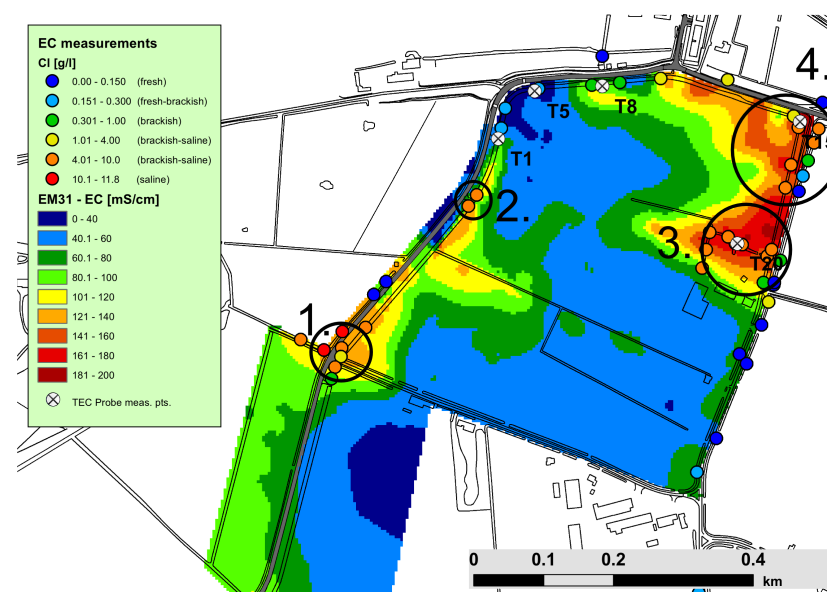 EC measurements
Cl [g/l]
0.00 - 0.150 (fresh)
0.151 - 0.300 (fresh-brackish)
0.301 - 1.00 (brackish)
1.01 - 4.00 (brackish-saline)
4.01 - 10.0 (brackish-saline)
10.1 - 11.8 (saline)
EM31 - EC [mS/cm]
0 - 40
40.1 - 60
60.1 - 80
80.1 - 100
101 - 120
121 - 140
141 - 160
161 - 180
181 - 200
TEC Probe meas. pts.
4.
T5
T8
T1
2.
3.
T20
1.
0 0.1 0.2 0.4
km